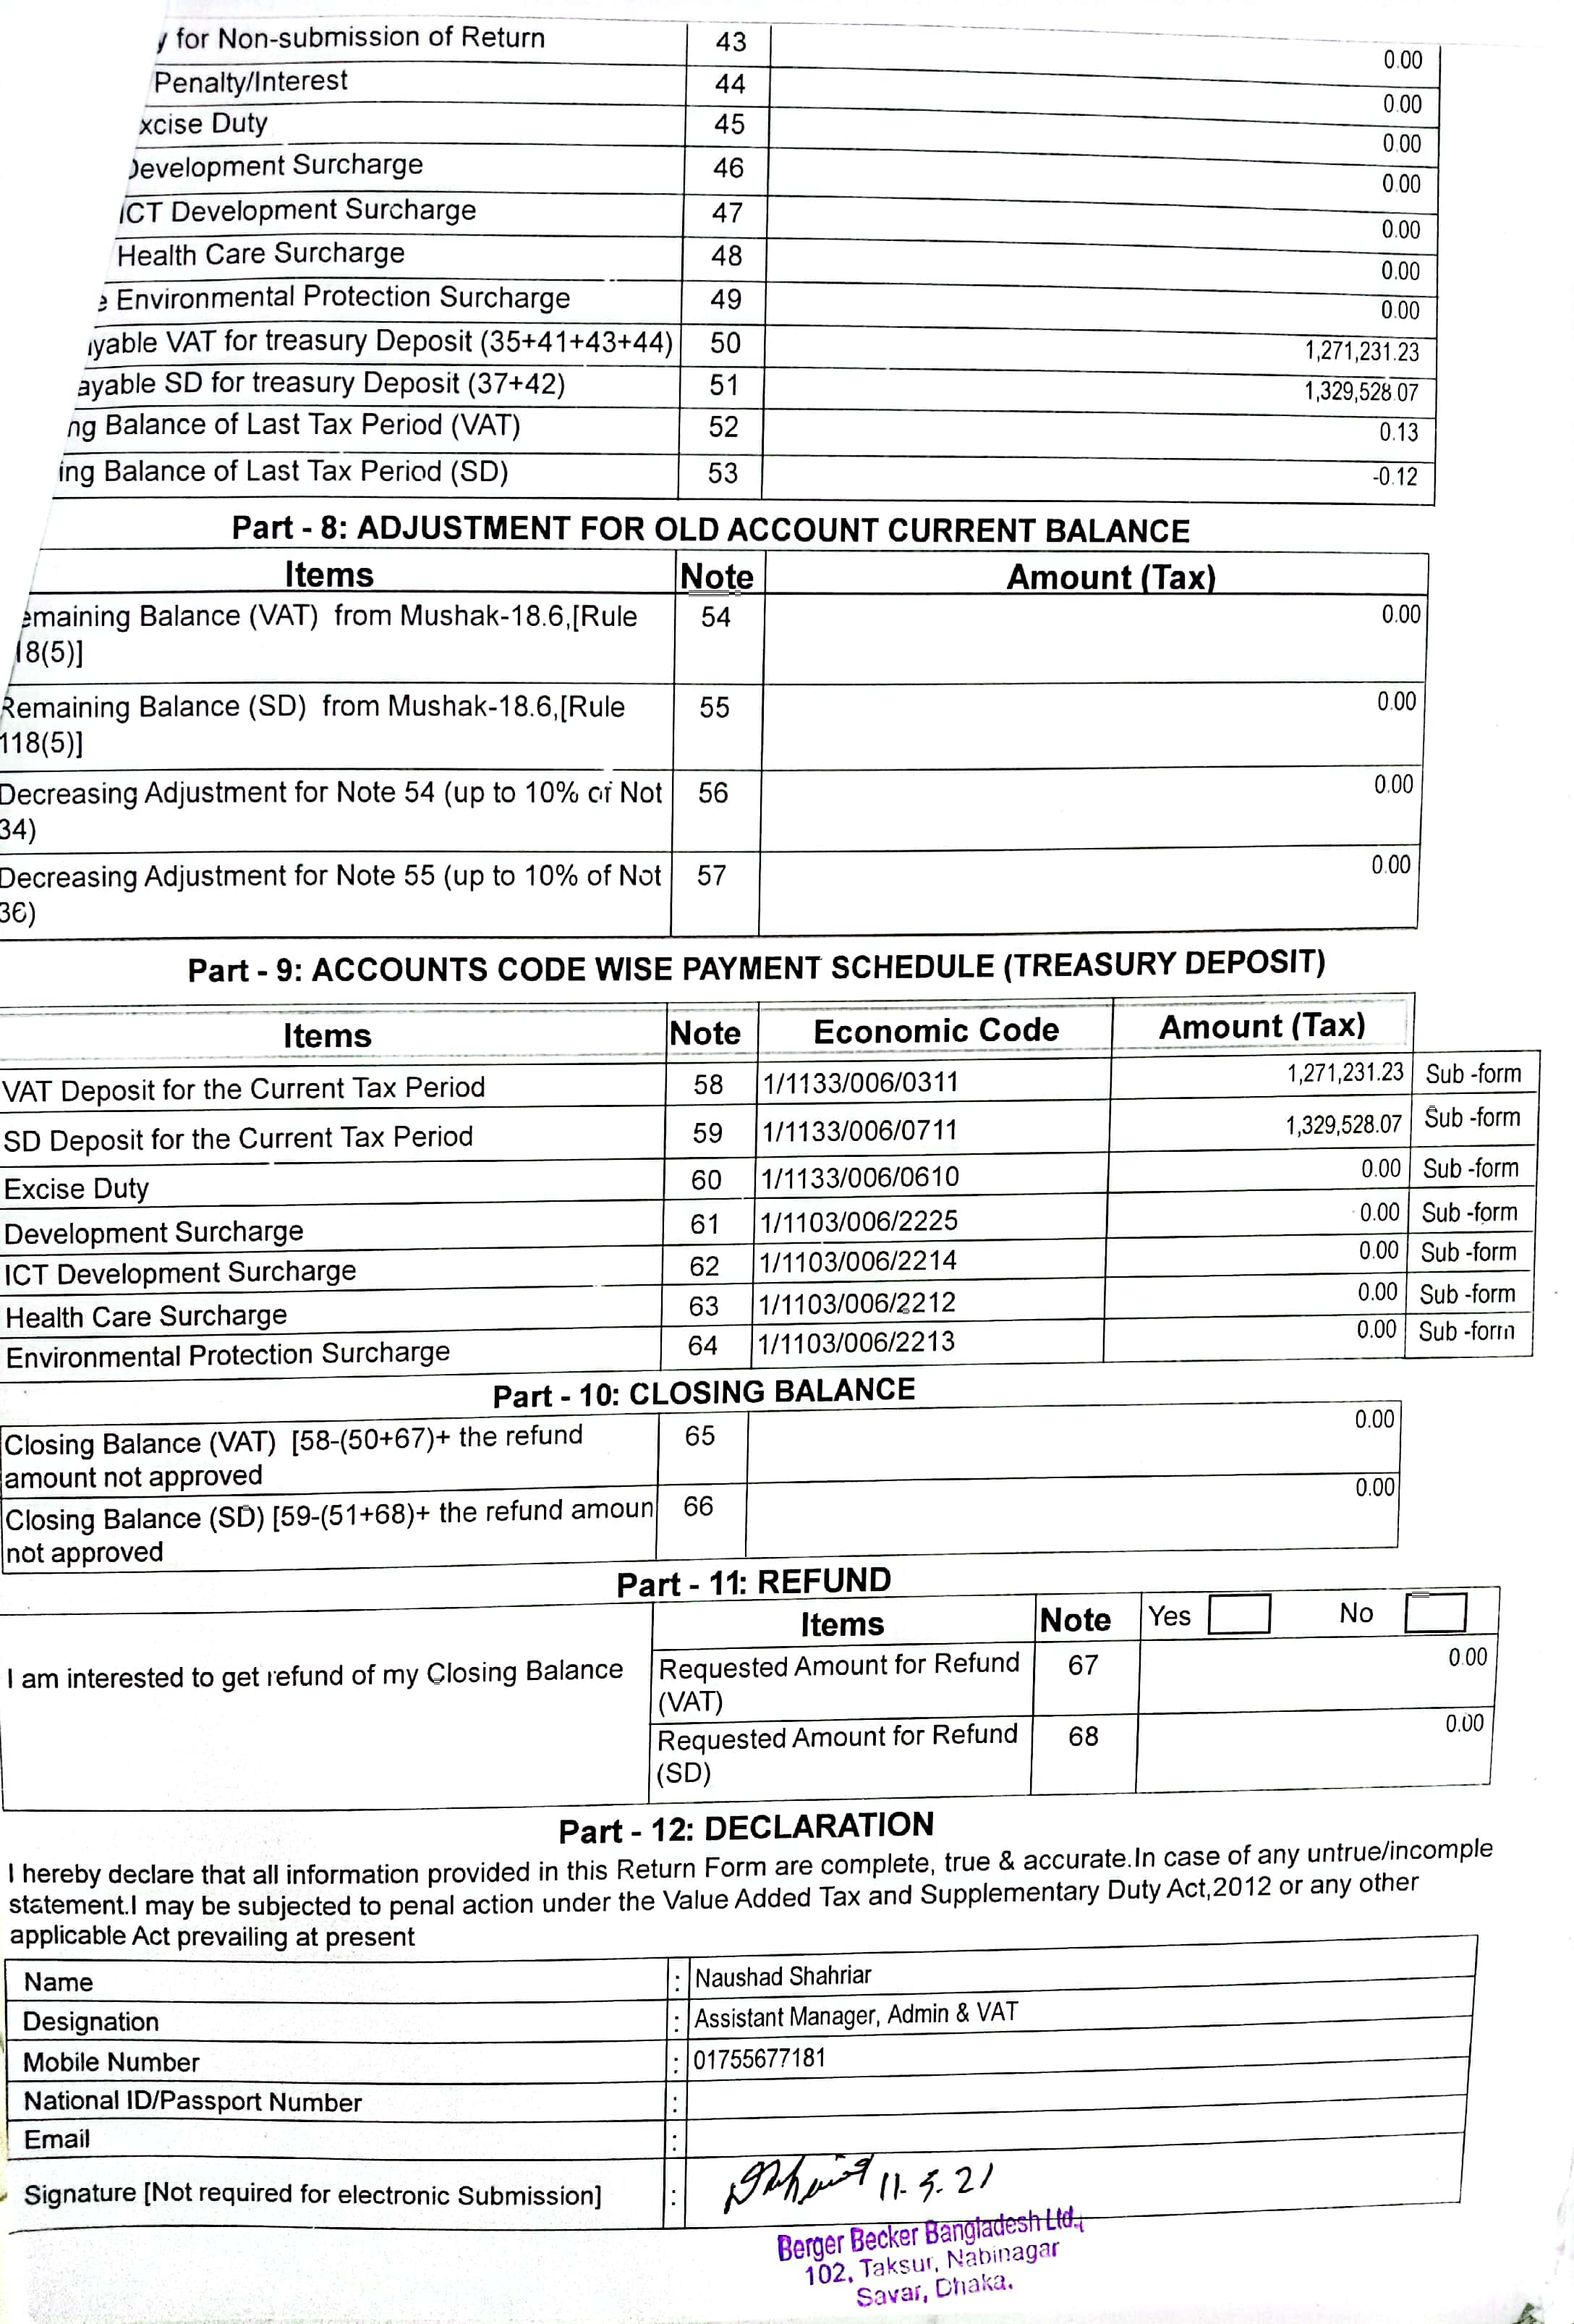 y for Non-submission of Return 43 0.00
Penalty/Interest 44 0.00
xcise Duty 45 0.00
Development Surcharge 46 0.00
ICT Development Surcharge 47 0.00
Health Care Surcharge 48 0.00
e Environmental Protection Surcharge 49 0.00
yable VAT for treasury Deposit (35+41+43+44) 50 1,271,231.23
ayable SD for treasury Deposit (37+42) 51 1,329,528.07
ng Balance of Last Tax Period (VAT) 52 0.13
ing Balance of Last Tax Period (SD) 53 -0.12
Part - 8: ADJUSTMENT FOR OLD ACCOUNT CURRENT BALANCE
Items Note Amount (Tax)
emaining Balance (VAT) from Mushak-18.6,[Rule 54 0.00
18(5)]
Remaining Balance (SD) from Mushak-18.6,[Rule 55 0.00
118(5)]
Decreasing Adjustment for Note 54 (up to 10% of Not 56 0.00
34)
Decreasing Adjustment for Note 55 (up to 10% of Not 57 0.00
36)
Part - 9: ACCOUNTS CODE WISE PAYMENT SCHEDULE (TREASURY DEPOSIT)
Items Note Economic Code Amount (Tax)
VAT Deposit for the Current Tax Period 58 1/1133/006/0311 1,271,231.23 Sub -form
SD Deposit for the Current Tax Period 59 1/1133/006/0711 1,329,528.07 Sub -form
Excise Duty 60 1/1133/006/0610 0.00 Sub -form
Development Surcharge 61 1/1103/006/2225 0.00 Sub -form
ICT Development Surcharge 62 1/1103/006/2214 0.00 Sub -form
Health Care Surcharge 63 1/1103/006/2212 0.00 Sub -form
Environmental Protection Surcharge 64 1/1103/006/2213 0.00 Sub -form
Part - 10: CLOSING BALANCE
Closing Balance (VAT) [58-(50+67)+ the refund 65 0.00
amount not approved
Closing Balance (SD) [59-(51+68)+ the refund amoun 66 0.00
not approved
Part - 11: REFUND
Items Note Yes No
I am interested to get refund of my Closing Balance Requested Amount for Refund 67 0.00
(VAT)
Requested Amount for Refund 68 0.00
(SD)
Part - 12: DECLARATION
I hereby declare that all information provided in this Return Form are complete, true & accurate.In case of any untrue/incomple
statement.I may be subjected to penal action under the Value Added Tax and Supplementary Duty Act,2012 or any other
applicable Act prevailing at present
Name : Naushad Shahriar
Designation : Assistant Manager, Admin & VAT
Mobile Number : 01755677181
National ID/Passport Number :
Email :
Signature [Not required for electronic Submission] : 11.5.21
Berger Becker Bangladesh Ltd.,
102, Taksur, Nabinagar
Savar, Dhaka.